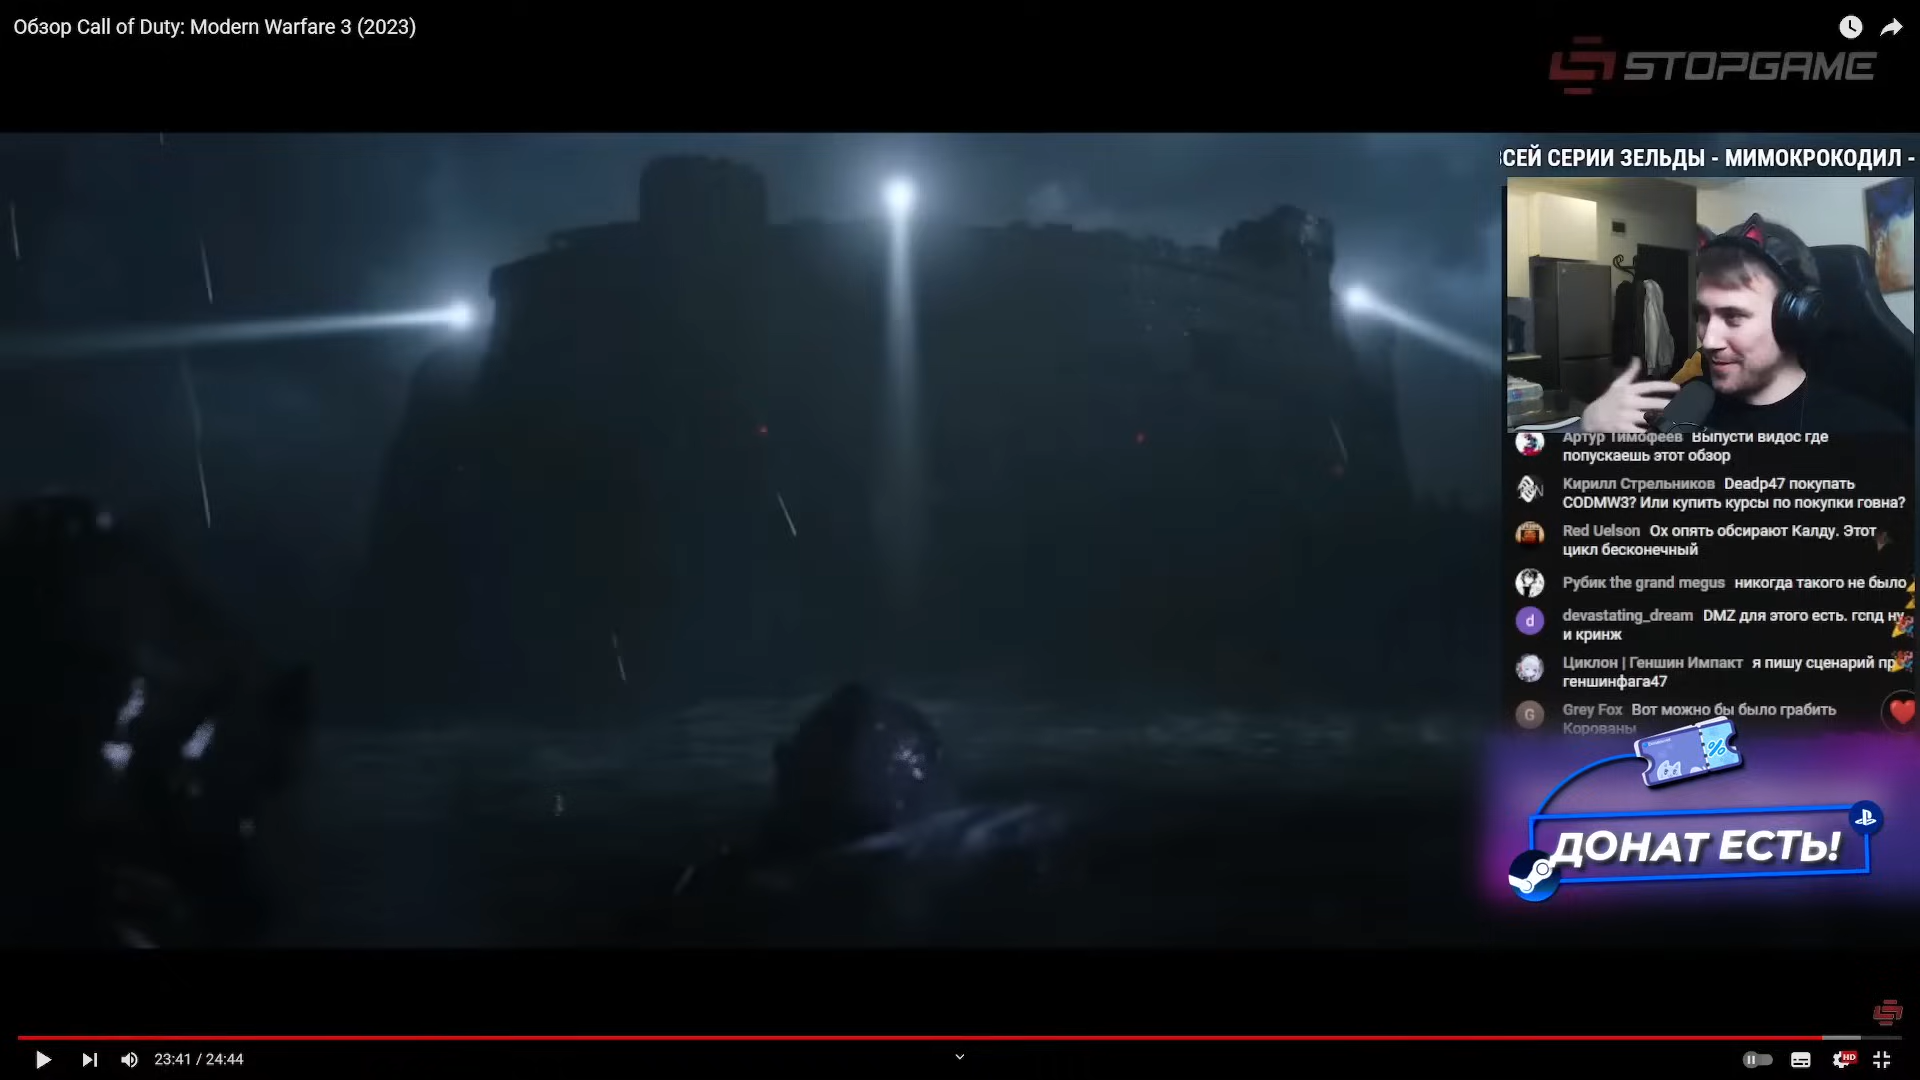 Обзор Call of Duty: Modern Warfare 3 (2023)
STOPGAME
СЕЙ СЕРИИ ЗЕЛЬДЫ - МИМОКРОКОДИЛ -
Артур Тимофеев Выпусти видос где
попускаешь этот обзор
Кирилл Стрельников Deadp47 покупать
CODMW3? Или купить курсы по покупки говна?
Red Uelson Ох опять обсирают Калду. Этот
цикл бесконечный
Рубик the grand megus никогда такого не было
d
devastating_dream DMZ для этого есть. гспд ну
и кринж
Циклон | Геншин Импакт я пишу сценарий пр
геншинфага47
G
Grey Fox Вот можно бы было грабить
Корованы
%
ДОНАТ ЕСТЬ!
23:41 / 24:44
HD